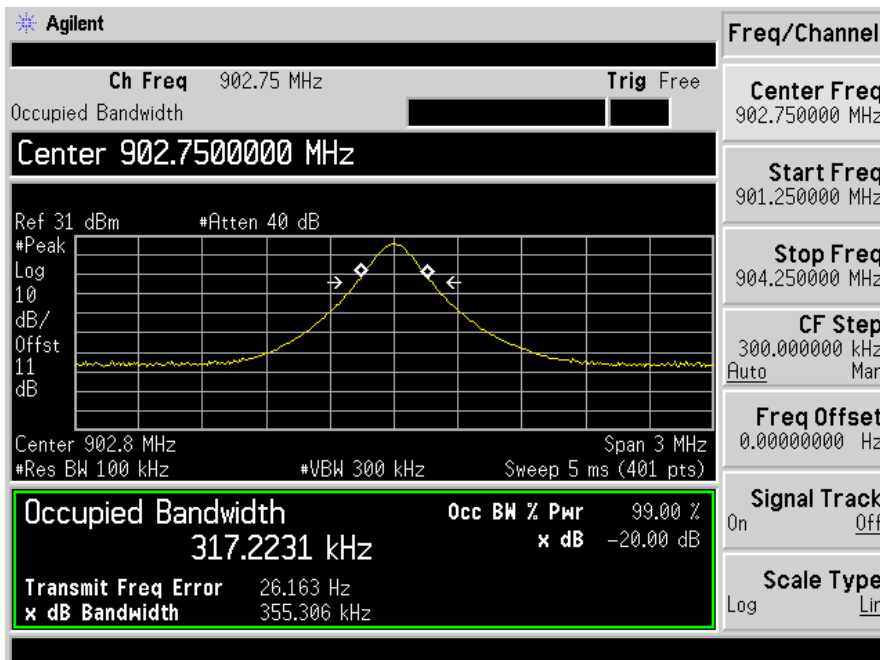 Agilent
Ch Freq 902.75 MHz Trig Free
Occupied Bandwidth
Center 902.7500000 MHz
Ref 31 dBm #Atten 40 dB
#Peak
Log
10
dB/
Offst
11
dB
Center 902.8 MHz Span 3 MHz
#Res BW 100 kHz #VBW 300 kHz Sweep 5 ms (401 pts)
Occupied Bandwidth Occ BW % Pwr 99.00 %
317.2231 kHz x dB -20.00 dB
Transmit Freq Error 26.163 Hz
x dB Bandwidth 355.306 kHz
Freq/Channel
Center Freq
902.750000 MHz
Start Freq
901.250000 MHz
Stop Freq
904.250000 MHz
CF Step
300.000000 kHz
Auto Man
Freq Offset
0.00000000 Hz
Signal Track
On Off
Scale Type
Log Lin